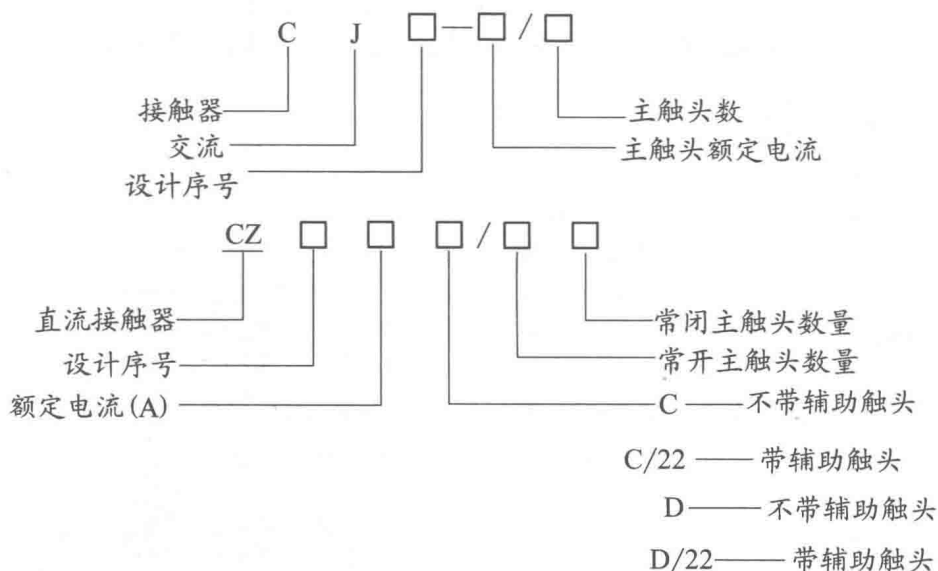 C J □—□/□
接触器 主触头数
交流 主触头额定电流
设计序号
CZ □ □ □/□ □
直流接触器 常闭主触头数量
设计序号 常开主触头数量
额定电流(A) C——不带辅助触头
C/22——带辅助触头
D——不带辅助触头
D/22——带辅助触头